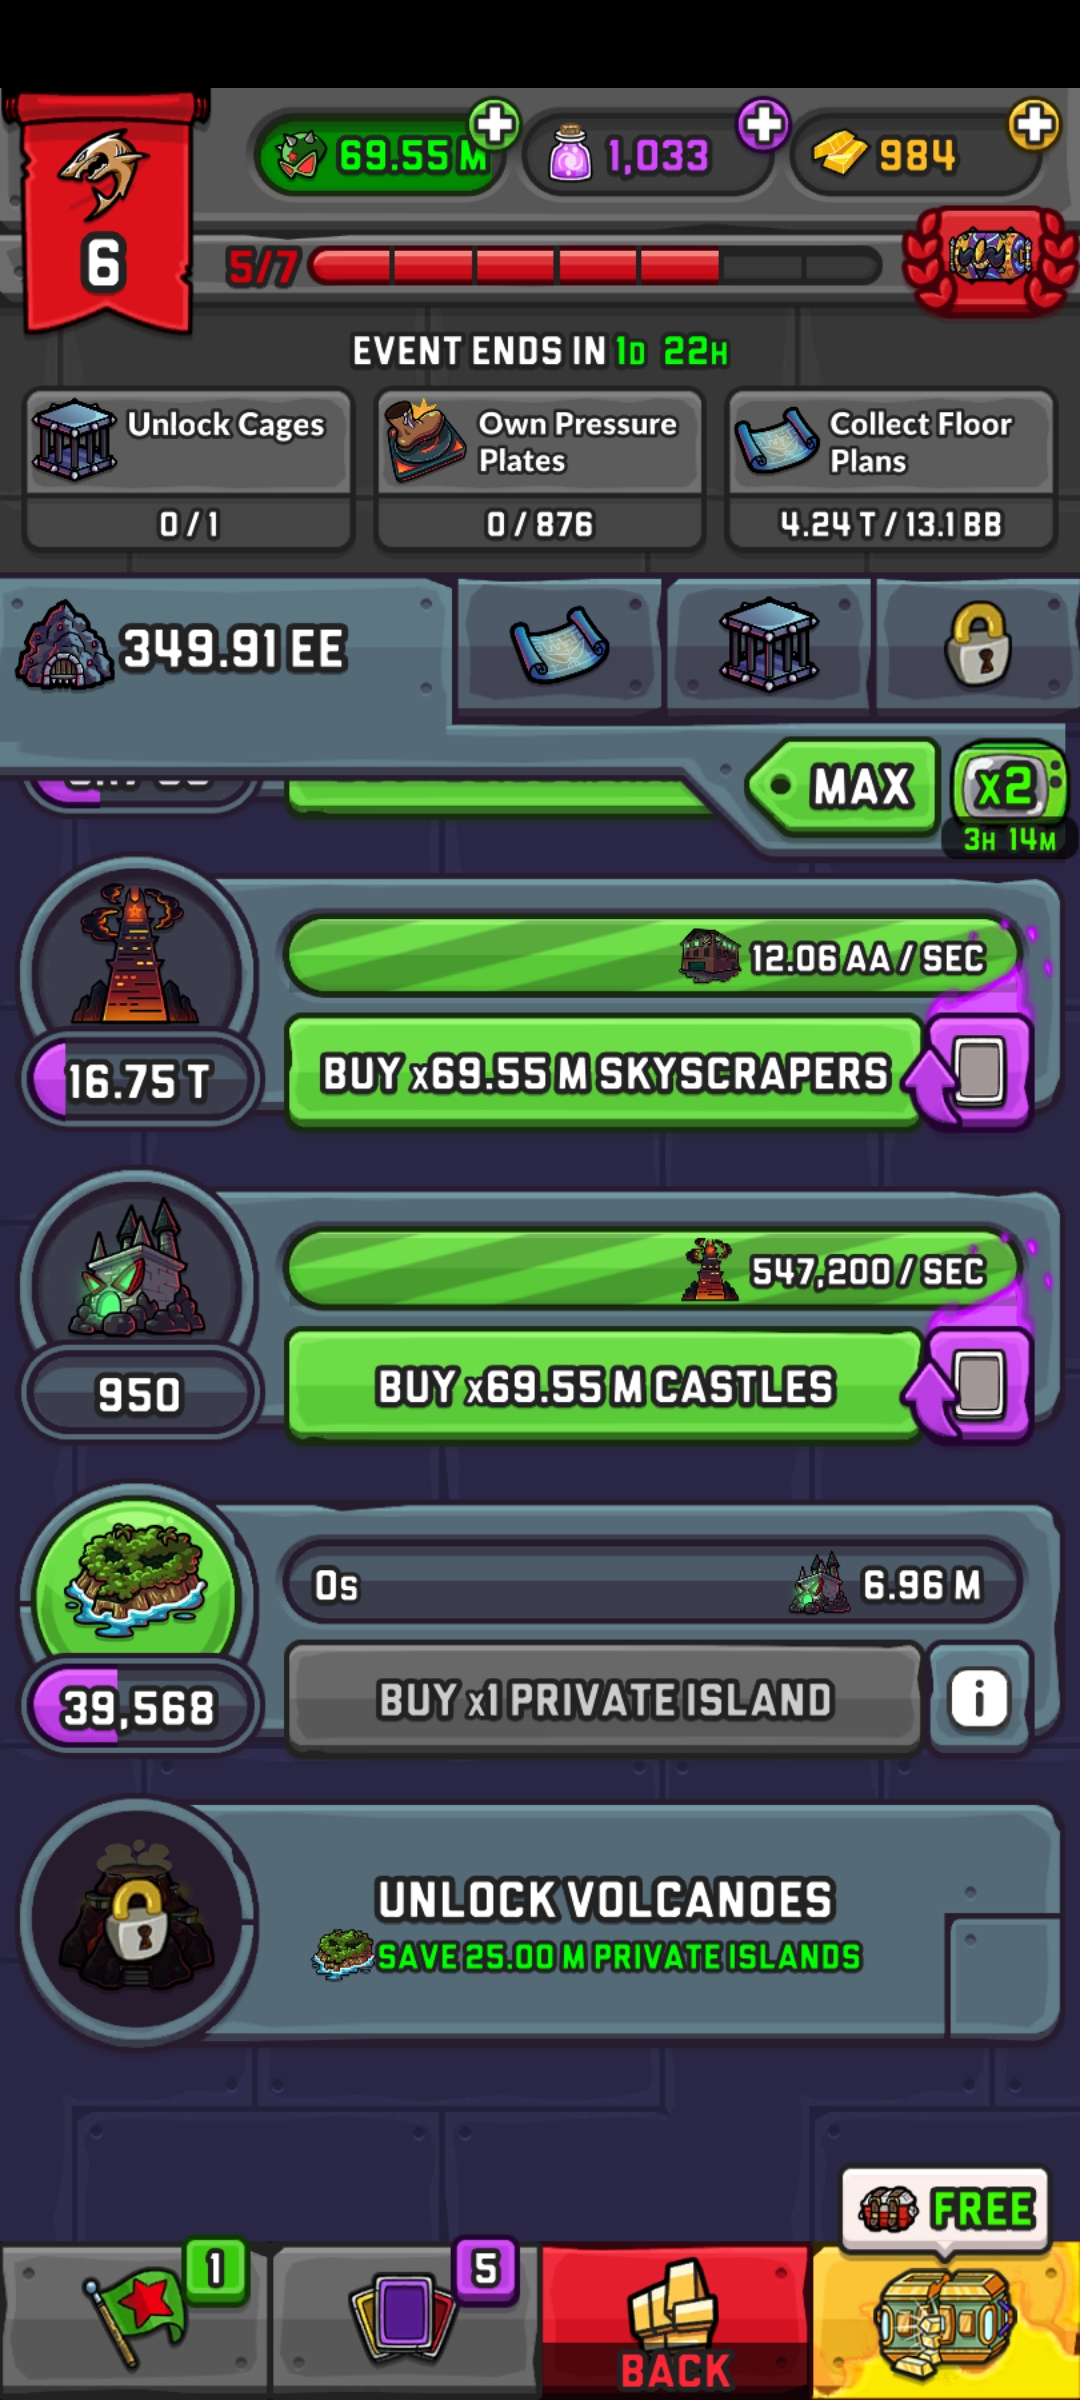 69.55 M
1,033
984
6
5/7
EVENT ENDS IN 1D 22H
Unlock Cages
0 / 1
Own Pressure
Plates
0 / 876
Collect Floor
Plans
4.24 T / 13.1 BB
349.91 EE
MAX
x2
3H 14M
12.06 AA / SEC
16.75 T
BUY x69.55 M SKYSCRAPERS
547,200 / SEC
950
BUY x69.55 M CASTLES
0s
6.96 M
39,568
BUY x1 PRIVATE ISLAND
i
UNLOCK VOLCANOES
SAVE 25.00 M PRIVATE ISLANDS
FREE
1
5
BACK